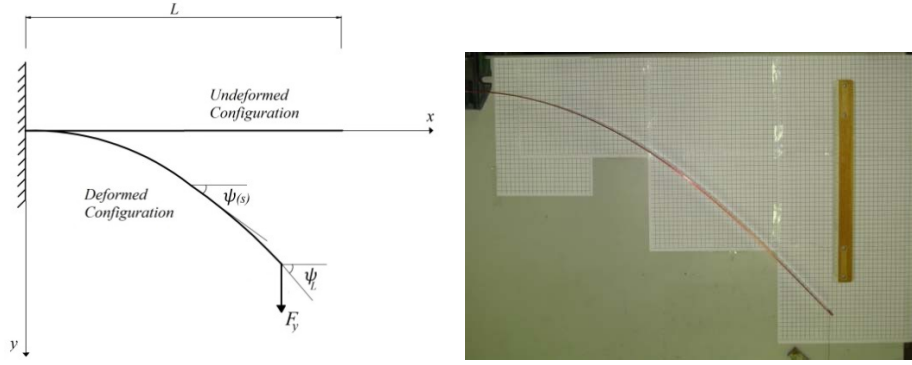 L
Undeformed
Configuration
x
Deformed
Configuration
ψ(s)
ψL
Fy
y